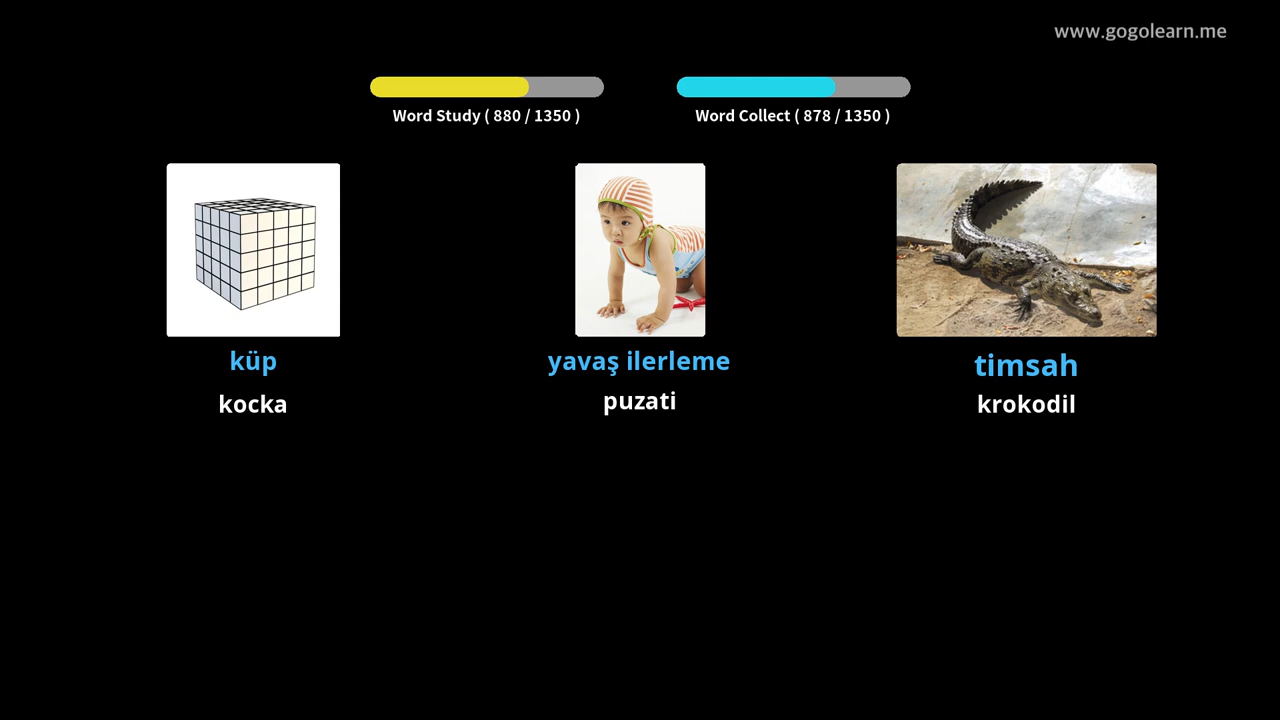 www.gogolearn.me
Word Study ( 880 / 1350 )
Word Collect ( 878 / 1350 )
küp
kocka
yavaş ilerleme
puzati
timsah
krokodil